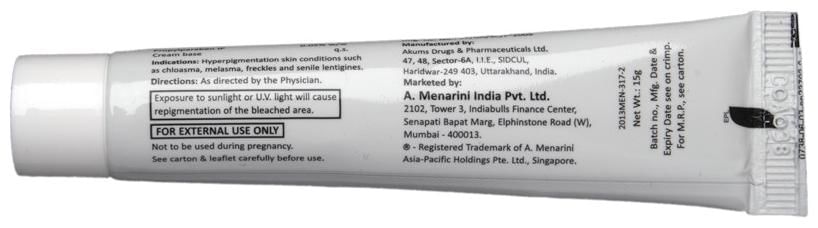 Cream base q.s.
Indications: Hyperpigmentation skin conditions such
as chloasma, melasma, freckles and senile lentigines.
Directions: As directed by the Physician.
Exposure to sunlight or U.V. light will cause
repigmentation of the bleached area.
FOR EXTERNAL USE ONLY
Not to be used during pregnancy.
See carton & leaflet carefully before use.
Manufactured by:
Akums Drugs & Pharmaceuticals Ltd.
47, 48, Sector-6A, I.I.E., SIDCUL,
Haridwar-249 403, Uttarakhand, India.
Marketed by:
A. Menarini India Pvt. Ltd.
2102, Tower 3, Indiabulls Finance Center,
Senapati Bapat Marg, Elphinstone Road (W),
Mumbai - 400013.
® - Registered Trademark of A. Menarini
Asia-Pacific Holdings Pte. Ltd., Singapore.
2013MEN-317-2
Net Wt.: 15g
Batch no., Mfg. Date &
Expiry Date see on crimp.
For M.R.P., see carton.
EPL